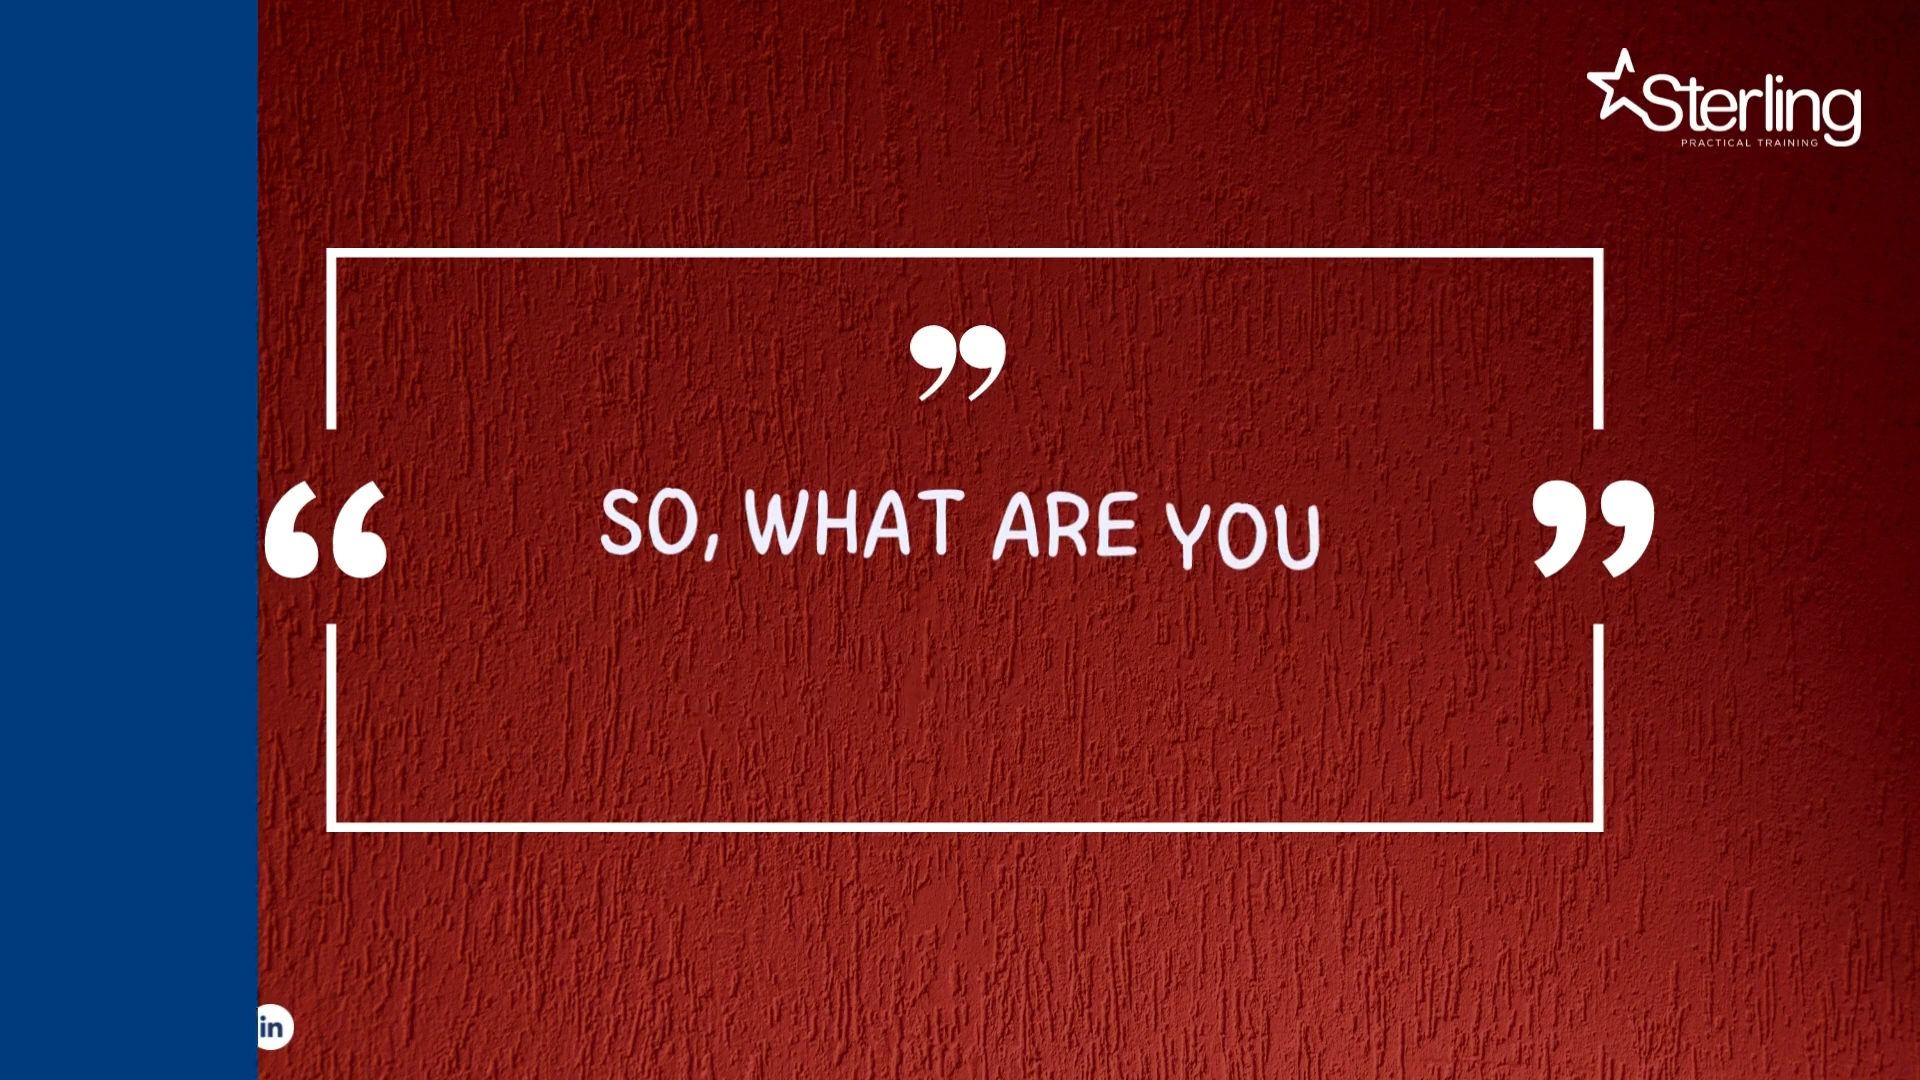 Sterling
PRACTICAL TRAINING
”
“ SO, WHAT ARE YOU ”
in